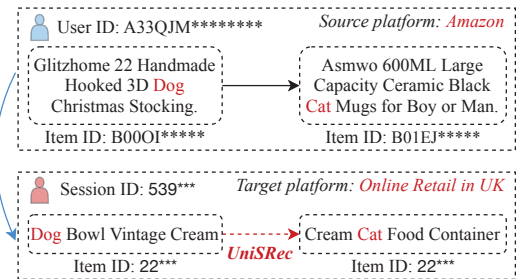 User ID: A33QJM********
Source platform: Amazon
Glitzhome 22 Handmade
Hooked 3D Dog
Christmas Stocking.
Asmwo 600ML Large
Capacity Ceramic Black
Cat Mugs for Boy or Man.
Item ID: B00OI*****
Item ID: B01EJ*****
Session ID: 539***
Target platform: Online Retail in UK
Dog Bowl Vintage Cream
UniSRec
Cream Cat Food Container
Item ID: 22***
Item ID: 22***